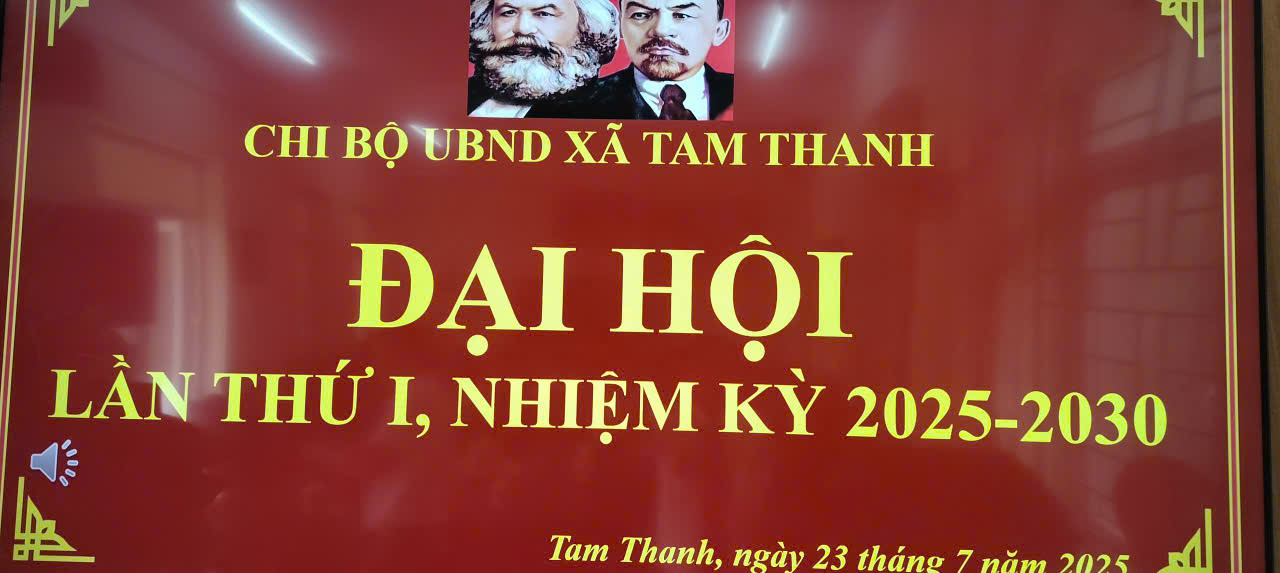 CHI BỘ UBND XÃ TAM THANH
ĐẠI HỘI
LẦN THỨ I, NHIỆM KỲ 2025-2030
Tam Thanh, ngày 23 tháng 7 năm 2025